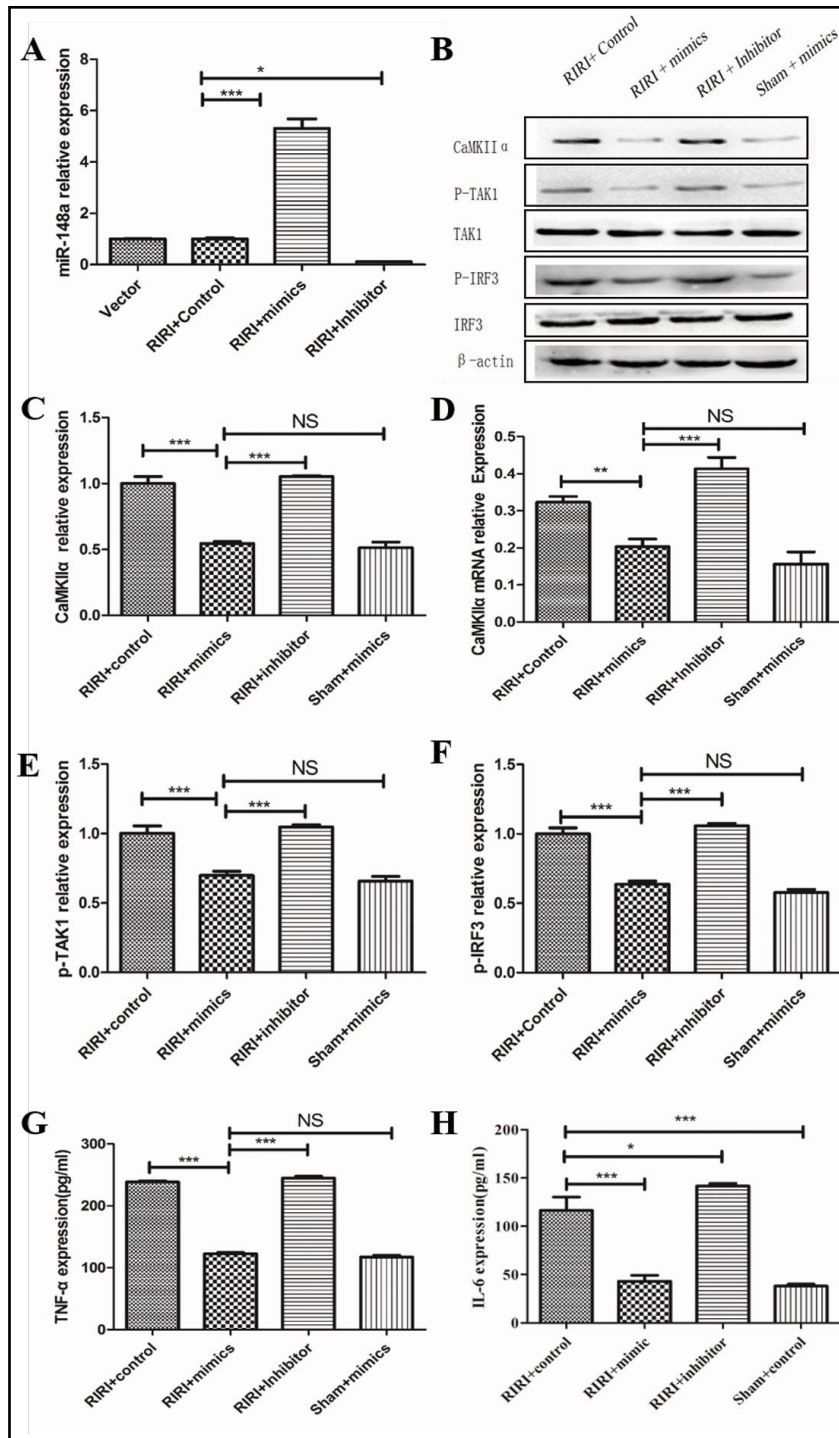 A
miR-148a relative expression
8
6
4
2
0
*
***
Vector
RIRI+Control
RIRI+mimics
RIRI+Inhibitor
B
RIRI+ Control
RIRI + mimics
RIRI + Inhibitor
Sham + mimics
CaMKII α
P-TAK1
TAK1
P-IRF3
IRF3
β-actin
C
CaMKIIα relative expression
1.5
1.0
0.5
0.0
NS
***
***
RIRI+control
RIRI+mimics
RIRI+inhibitor
Sham+mimics
D
CaMKIIα mRNA relative Expression
0.5
0.4
0.3
0.2
0.1
0.0
NS
***
**
RIRI+Control
RIRI+mimics
RIRI+Inhibitor
Sham+mimics
E
p-TAK1 relative expression
1.5
1.0
0.5
0.0
NS
***
***
RIRI+control
RIRI+mimics
RIRI+inhibitor
Sham+mimics
F
p-IRF3 relative expression
1.5
1.0
0.5
0.0
NS
***
***
RIRI+Control
RIRI+mimics
RIRI+inhibitor
Sham+mimics
G
TNF-α expression(pg/ml)
300
200
100
0
NS
***
***
RIRI+control
RIRI+mimics
RIRI+Inhibitor
Sham+mimics
H
IL-6 expression(pg/ml)
200
150
100
50
0
***
*
***
RIRI+control
RIRI+mimic
RIRI+inhibitor
Sham+control